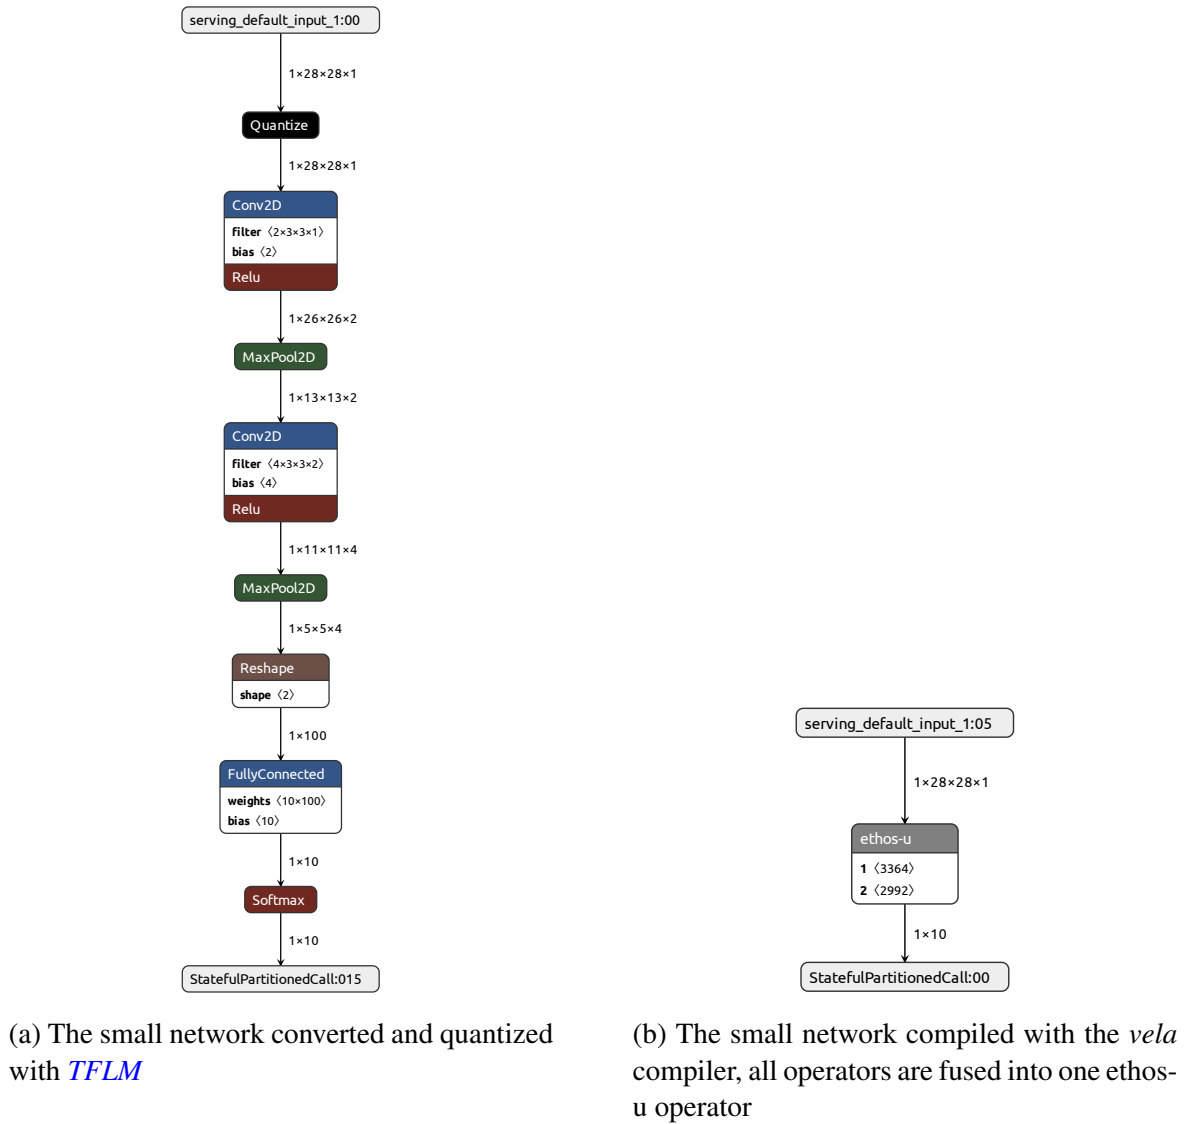 serving_default_input_1:00
1×28×28×1
Quantize
1×28×28×1
Conv2D
filter 〈2×3×3×1〉
bias 〈2〉
Relu
1×26×26×2
MaxPool2D
1×13×13×2
Conv2D
filter 〈4×3×3×2〉
bias 〈4〉
Relu
1×11×11×4
MaxPool2D
1×5×5×4
Reshape
shape 〈2〉
1×100
FullyConnected
weights 〈10×100〉
bias 〈10〉
1×10
Softmax
1×10
StatefulPartitionedCall:015
(a) The small network converted and quantized
with TFLM
serving_default_input_1:05
1×28×28×1
ethos-u
1 〈3364〉
2 〈2992〉
1×10
StatefulPartitionedCall:00
(b) The small network compiled with the vela
compiler, all operators are fused into one ethos-
u operator